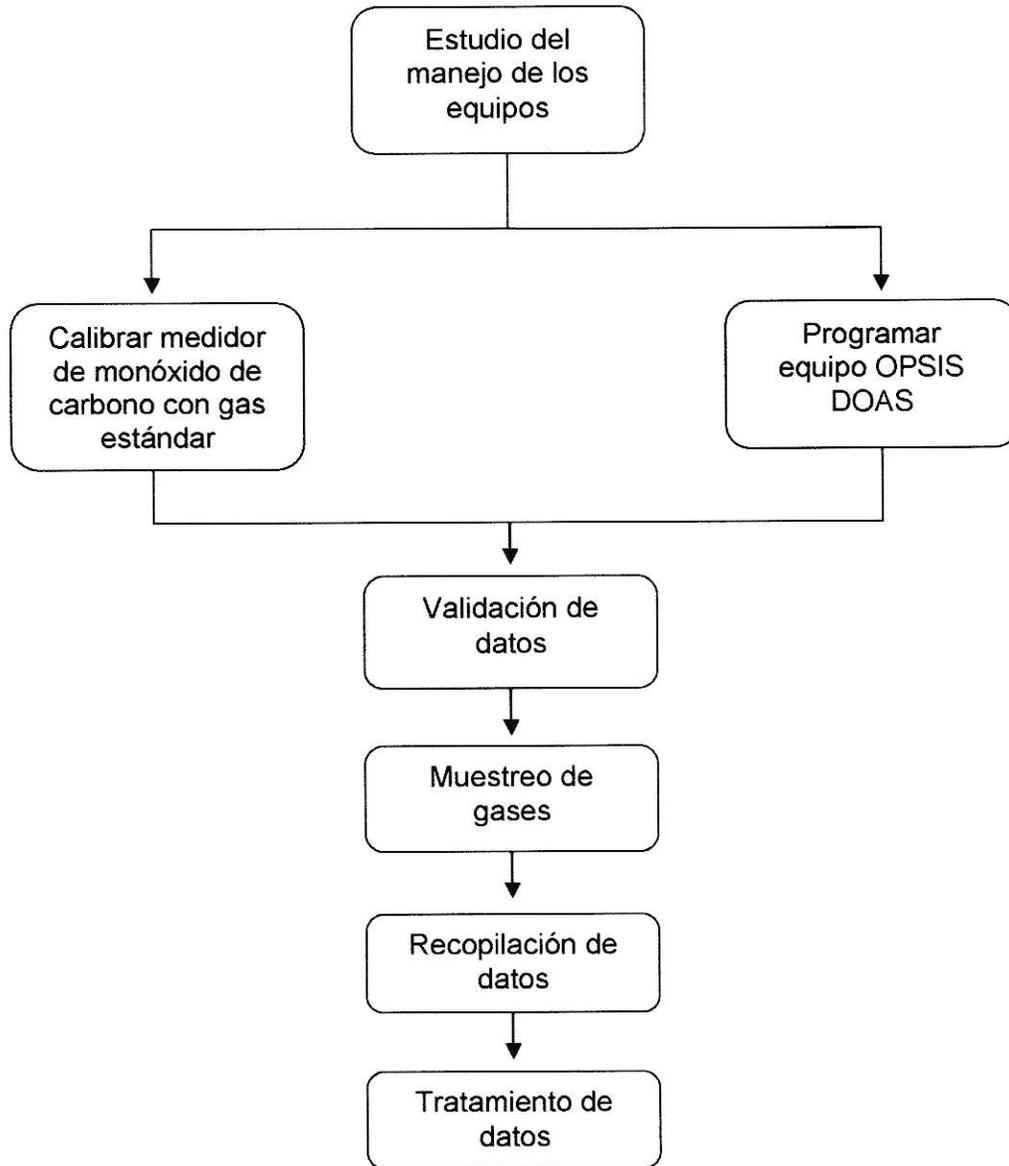 Estudio del
manejo de los
equipos
Calibrar medidor
de monóxido de
carbono con gas
estándar
Programar
equipo OPSIS
DOAS
Validación de
datos
Muestreo de
gases
Recopilación de
datos
Tratamiento de
datos